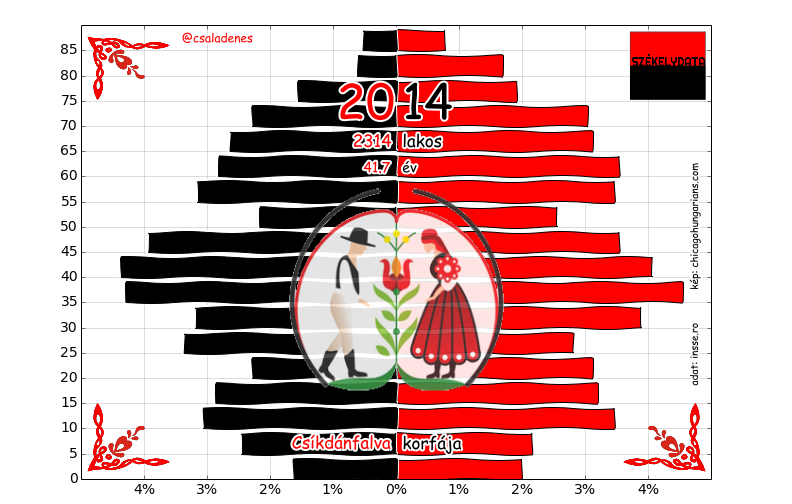 @csaladenes
SZÉKELYDATA
2014
2314 lakos
41.7 év
kép: chicagohungarians.com
adat: insse.ro
Csíkdánfalva korfája
85
80
75
70
65
60
55
50
45
40
35
30
25
20
15
10
5
0
4% 3% 2% 1% 0% 1% 2% 3% 4%